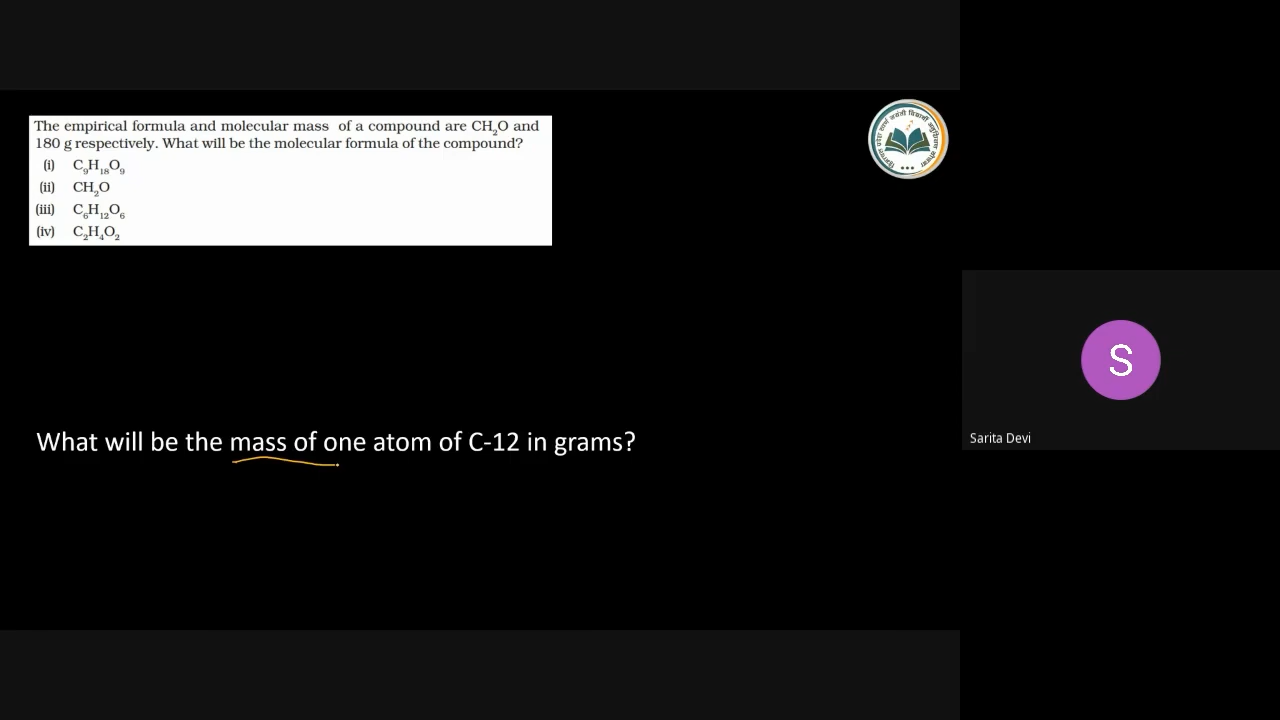 The empirical formula and molecular mass of a compound are CH₂O and
180 g respectively. What will be the molecular formula of the compound?
(i) C₉H₁₈O₉
(ii) CH₂O
(iii) C₆H₁₂O₆
(iv) C₂H₄O₂
What will be the mass of one atom of C-12 in grams?
S
Sarita Devi